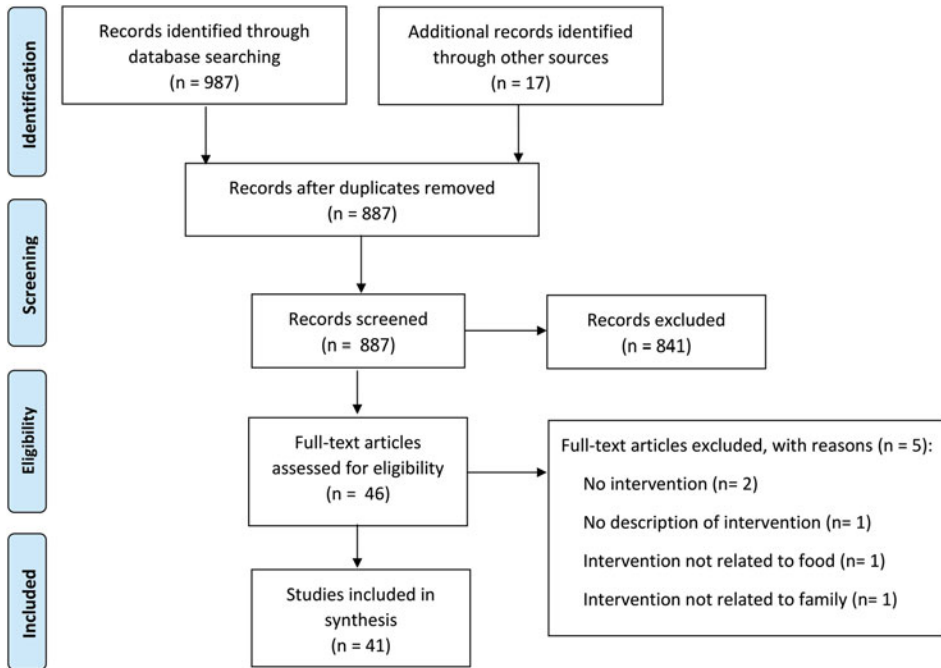 Identification
Records identified through
database searching
(n = 987)
Additional records identified
through other sources
(n = 17)
Records after duplicates removed
(n = 887)
Screening
Records screened
(n = 887)
Records excluded
(n = 841)
Eligibility
Full-text articles
assessed for eligibility
(n = 46)
Full-text articles excluded, with reasons (n = 5):
No intervention (n= 2)
No description of intervention (n= 1)
Intervention not related to food (n= 1)
Intervention not related to family (n= 1)
Included
Studies included in
synthesis
(n = 41)